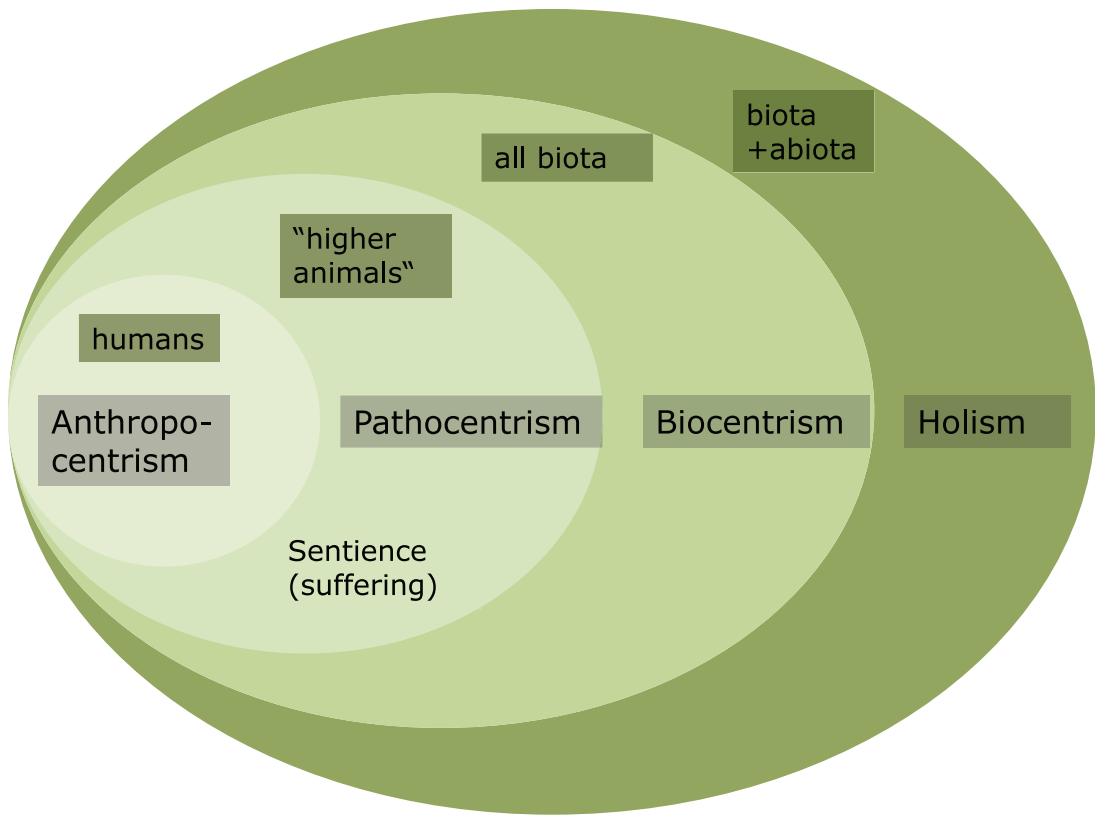 biota
+abiota
all biota
“higher
animals“
humans
Anthropo-
centrism
Pathocentrism
Biocentrism
Holism
Sentience
(suffering)